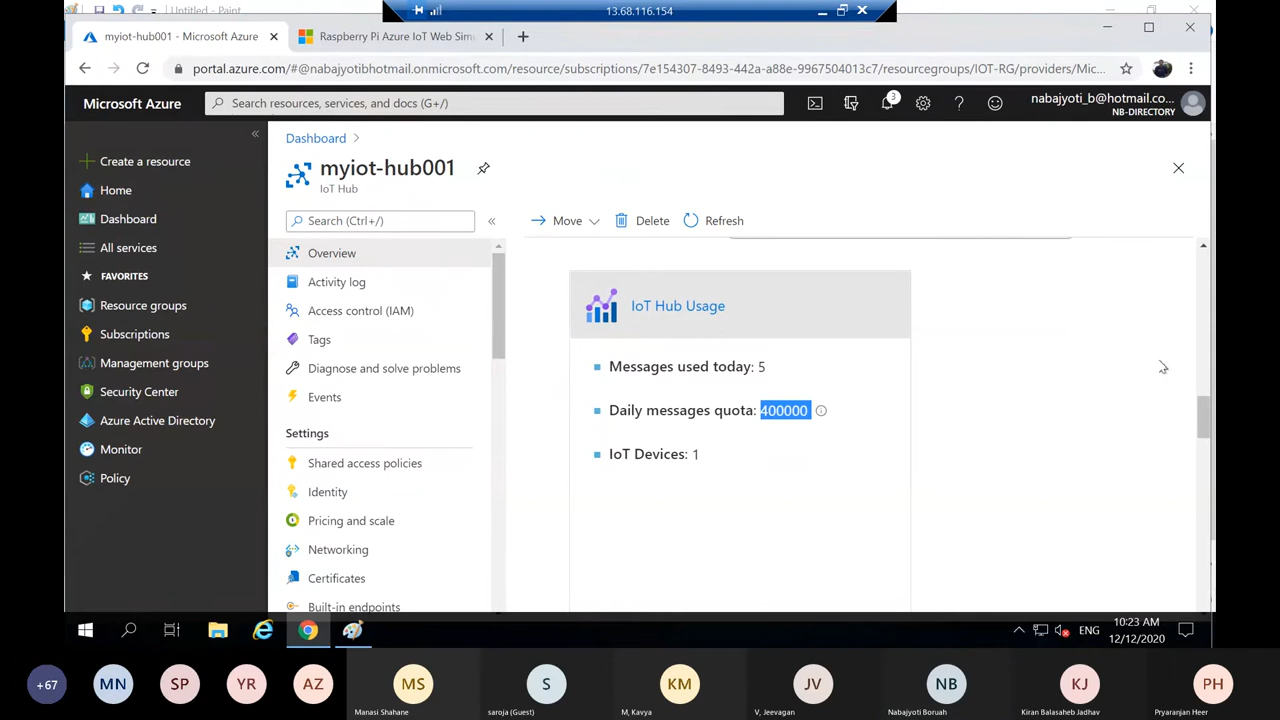 Untitled - Paint
13.68.116.154
myiot-hub001 - Microsoft Azure
Raspberry Pi Azure IoT Web Simu
portal.azure.com/#@nabajyotibhotmail.onmicrosoft.com/resource/subscriptions/7e154307-8493-442a-a88e-9967504013c7/resourcegroups/IOT-RG/providers/Mic...
Microsoft Azure
Search resources, services, and docs (G+/)
3
nabajyoti_b@hotmail.co...
NB-DIRECTORY
«
Create a resource
Home
Dashboard
All services
FAVORITES
Resource groups
Subscriptions
Management groups
Security Center
Azure Active Directory
Monitor
Policy
Dashboard >
myiot-hub001
IoT Hub
Search (Ctrl+/)
«
Overview
Activity log
Access control (IAM)
Tags
Diagnose and solve problems
Events
Settings
Shared access policies
Identity
Pricing and scale
Networking
Certificates
Built-in endpoints
Move
Delete
Refresh
IoT Hub Usage
Messages used today: 5
Daily messages quota: 400000
IoT Devices: 1
ENG
10:23 AM
12/12/2020
+67
MN
SP
YR
AZ
MS
Manasi Shahane
S
saroja (Guest)
KM
M, Kavya
JV
V, Jeevagan
NB
Nabajyoti Boruah
KJ
Kiran Balasaheb Jadhav
PH
Pryaranjan Heer